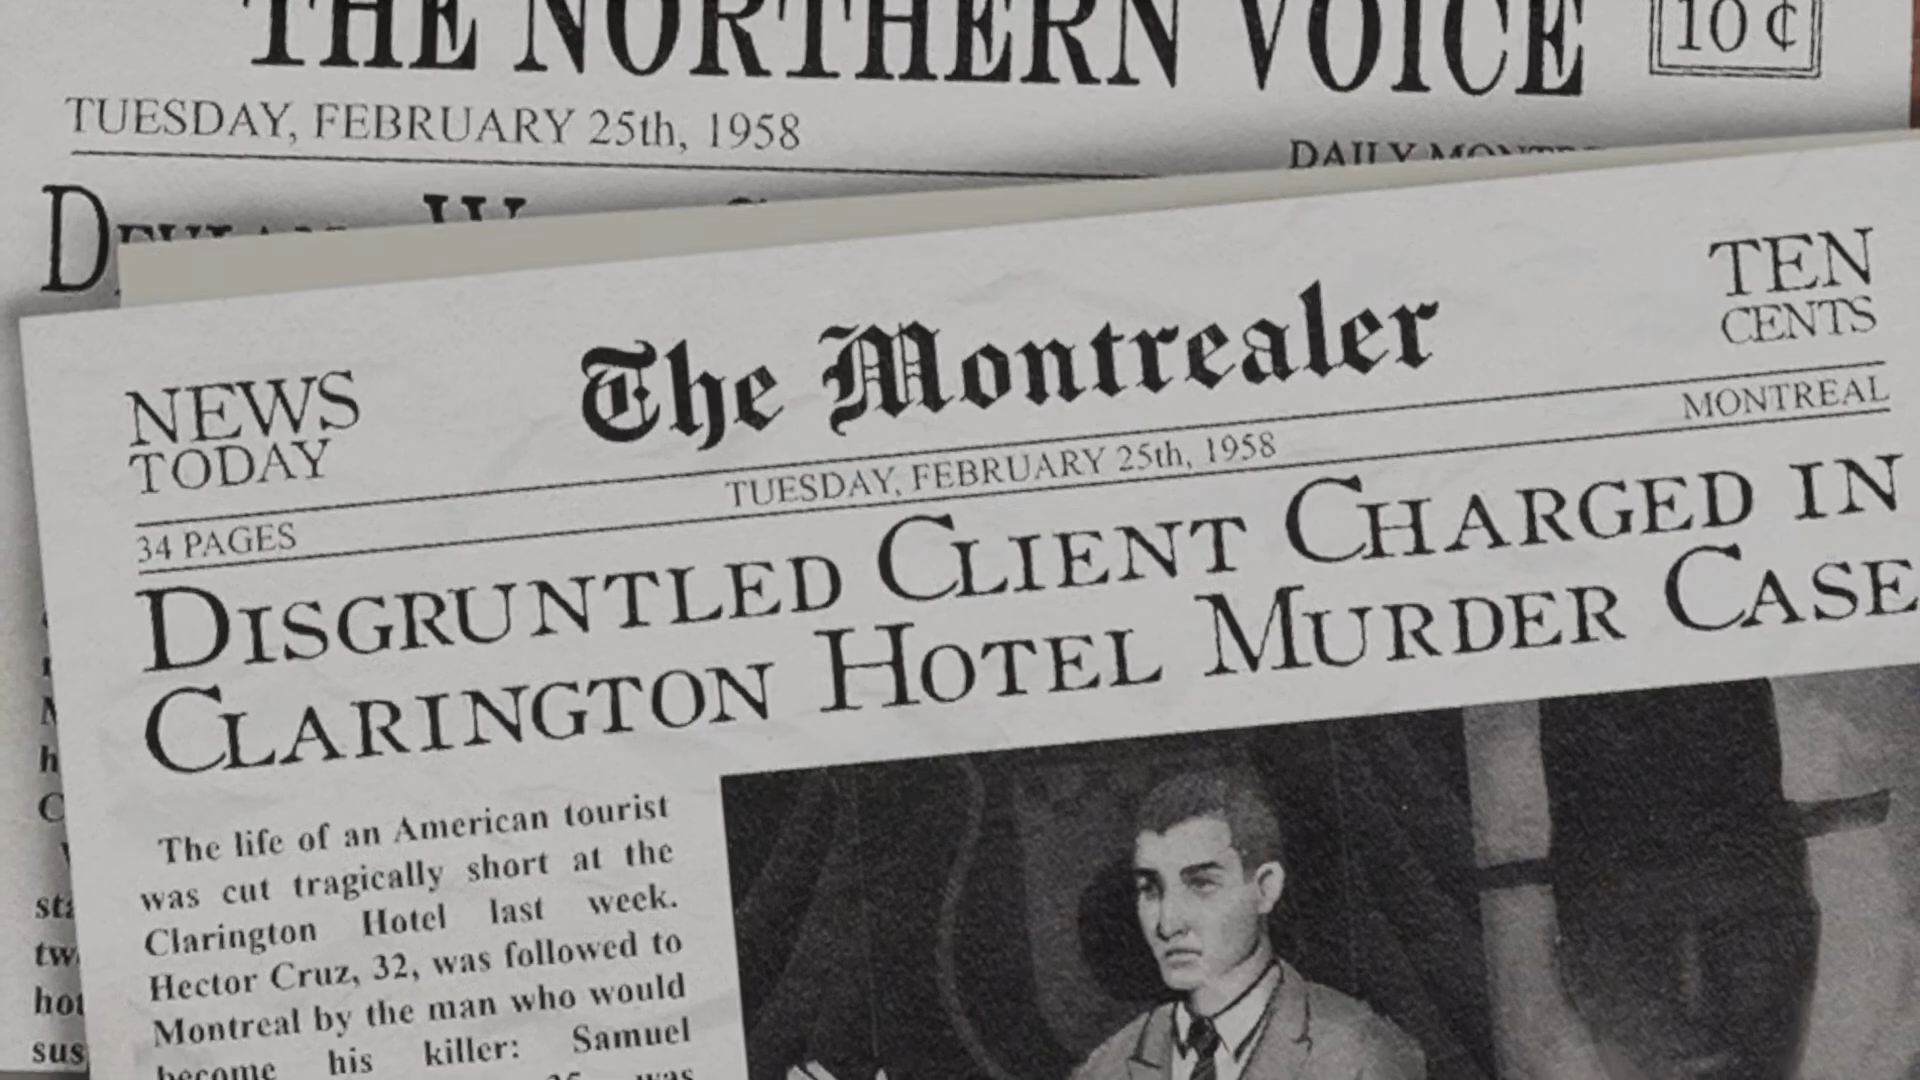 THE NORTHERN VOICE
10 ¢
TUESDAY, FEBRUARY 25th, 1958
DAILY
NEWS
TODAY
The Montrealer
TEN
CENTS
34 PAGES
TUESDAY, FEBRUARY 25th, 1958
MONTREAL
DISGRUNTLED CLIENT CHARGED IN
CLARINGTON HOTEL MURDER CASE
The life of an American tourist
was cut tragically short at the
Clarington Hotel last week.
Hector Cruz, 32, was followed to
Montreal by the man who would
become his killer: Samuel
was